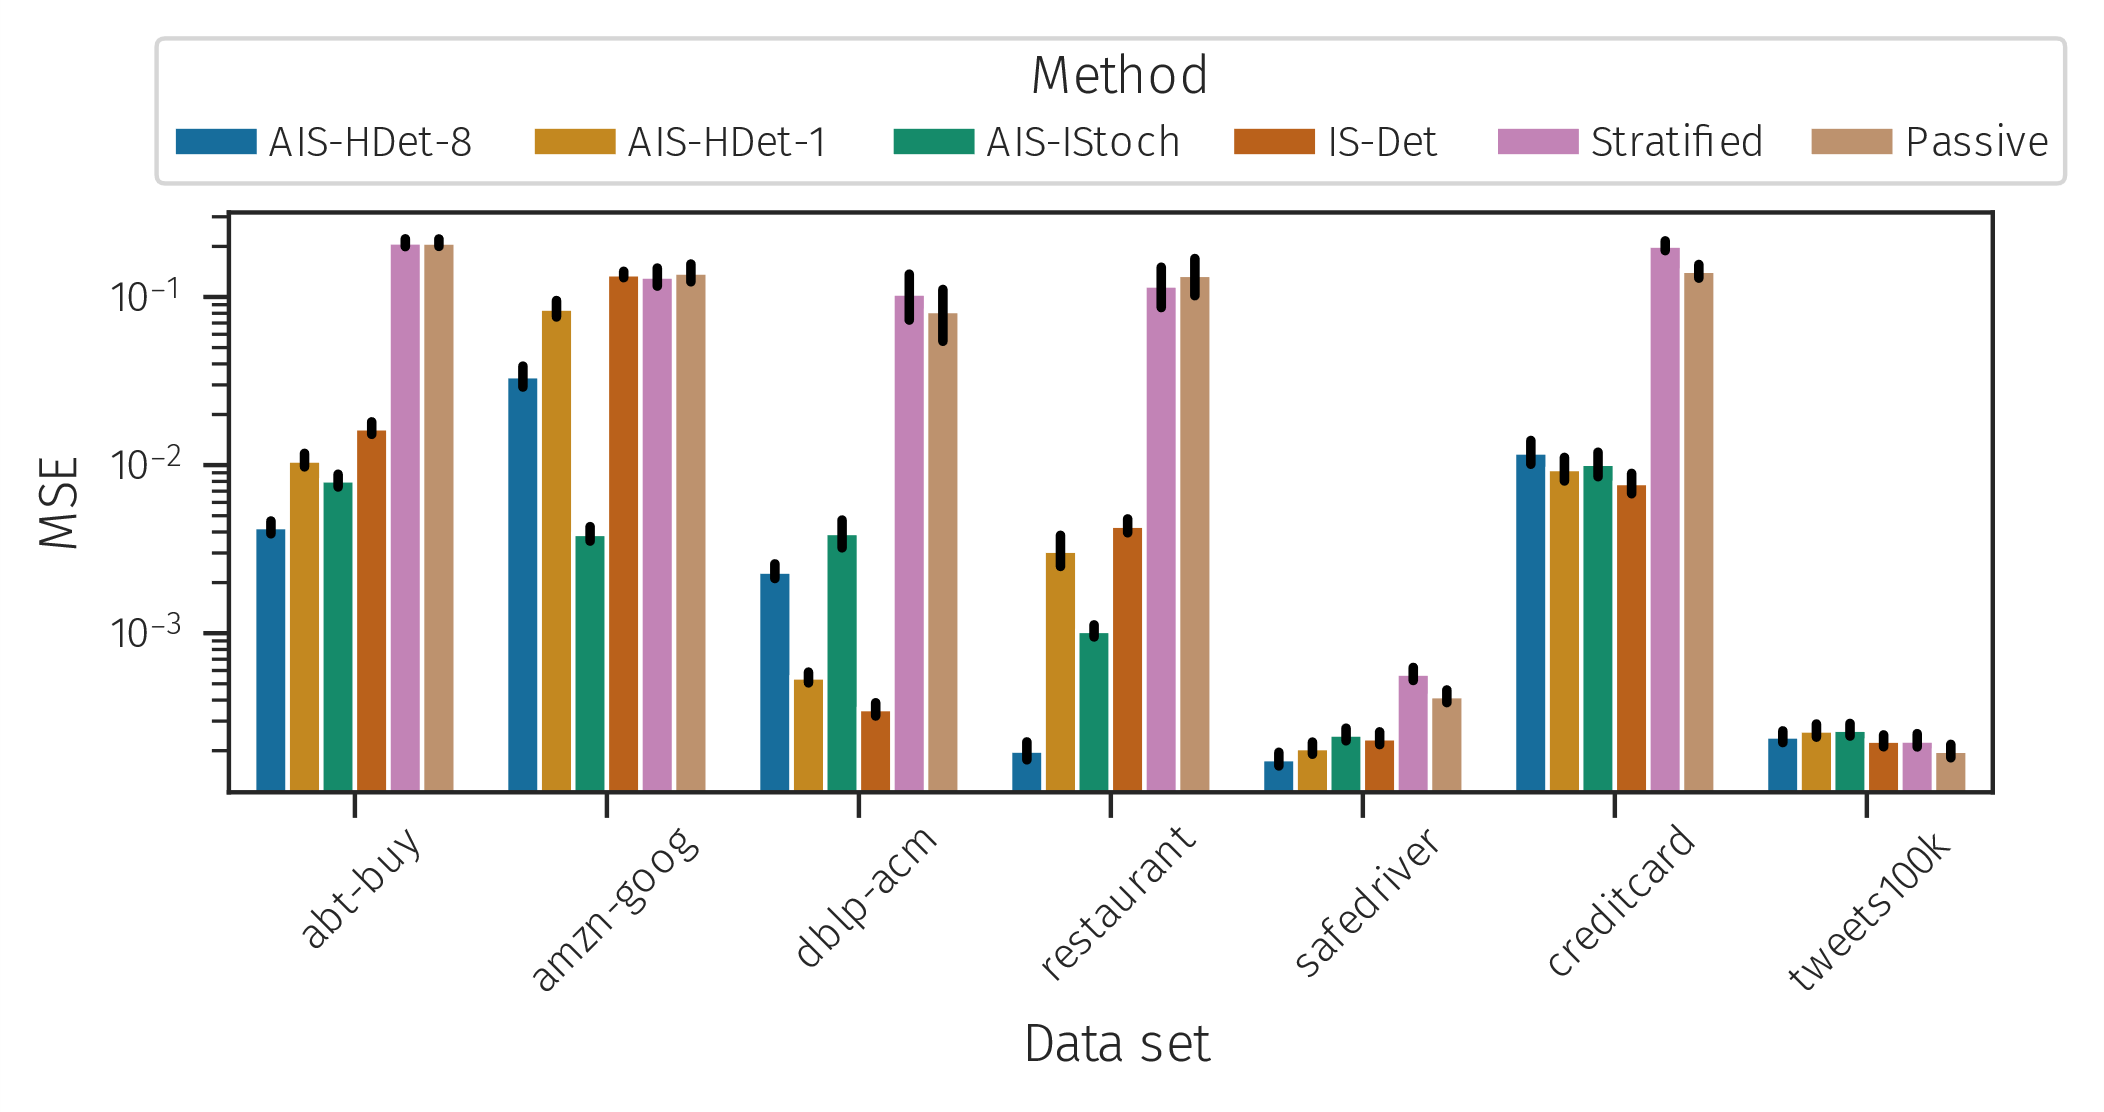 Method
AIS-HDet-8 AIS-HDet-1 AIS-IStoch IS-Det Stratified Passive
10⁻¹
10⁻²
10⁻³
MSE
abt-buy amzn-goog dblp-acm restaurant safedriver creditcard tweets100k
Data set